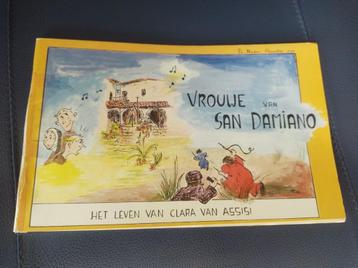 VROUWE VAN
SAN DAMIANO
HET LEVEN VAN CLARA VAN ASSISI